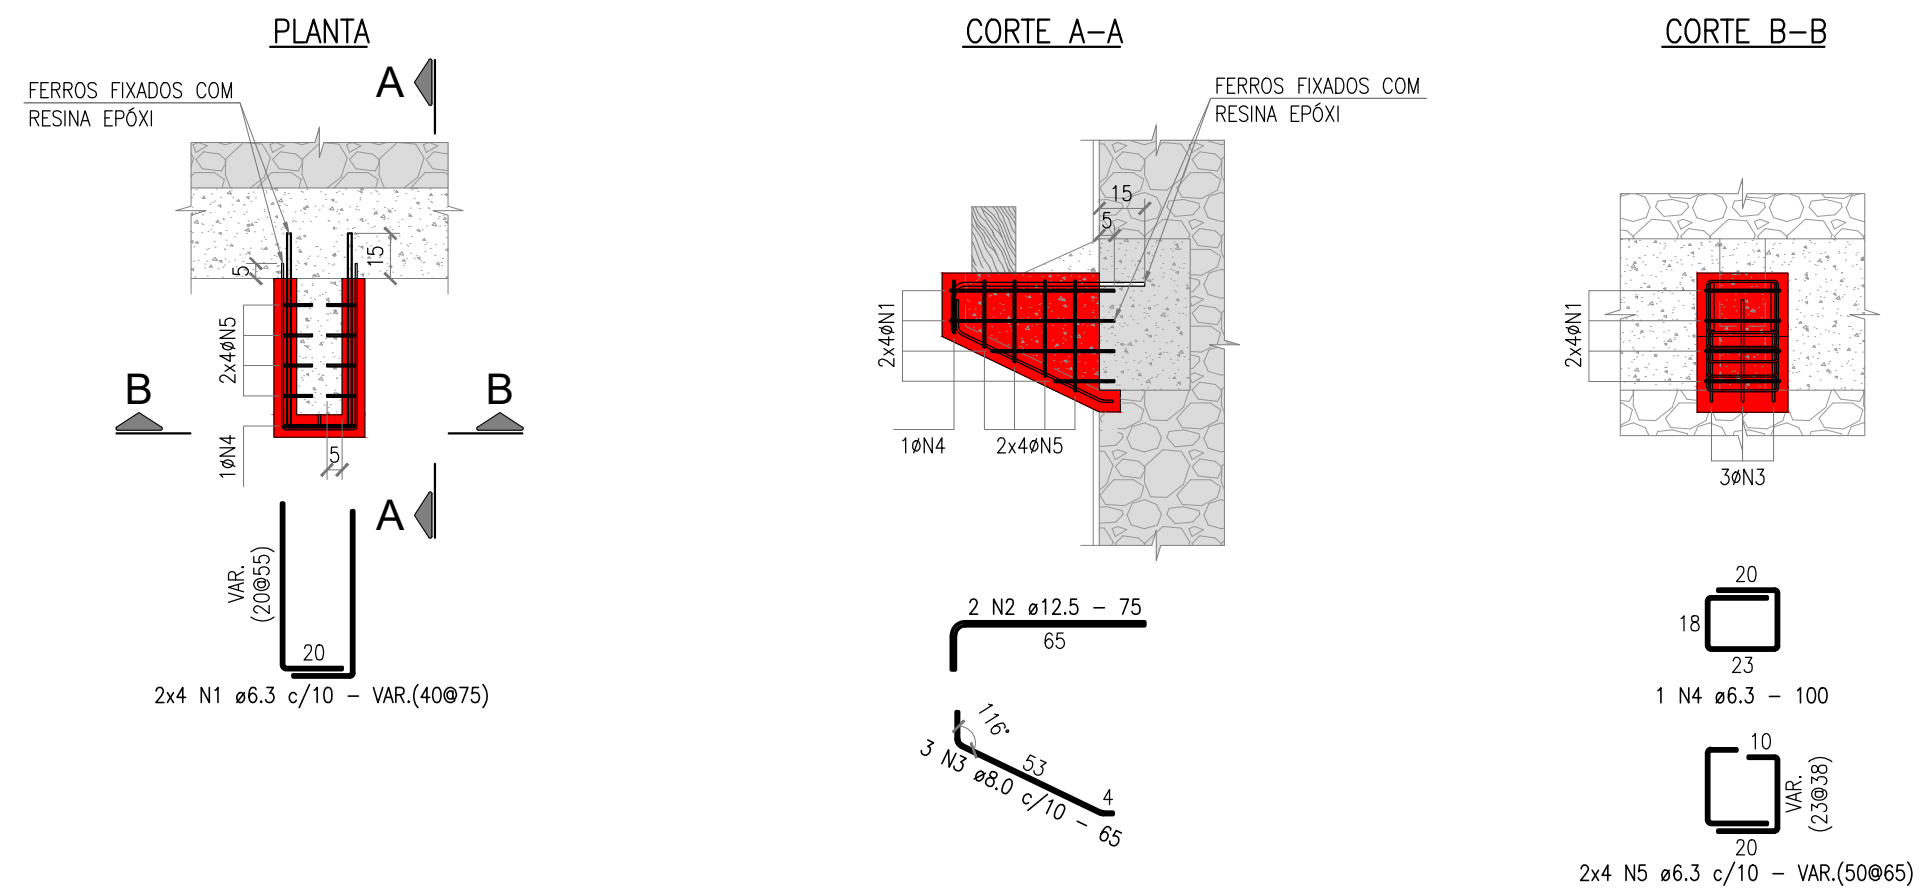 PLANTA
A
FERROS FIXADOS COM
RESINA EPÓXI
5
15
2x4øN5
B
B
1øN4
5
A
VAR.
(20@55)
20
2x4 N1 ø6.3 c/10 – VAR.(40@75)
CORTE A–A
FERROS FIXADOS COM
RESINA EPÓXI
15
5
2x4øN1
1øN4
2x4øN5
2 N2 ø12.5 – 75
65
116°
53
4
3 N3 ø8.0 c/10 – 65
CORTE B–B
2x4øN1
3øN3
20
18
23
1 N4 ø6.3 – 100
10
VAR.
(23@38)
20
2x4 N5 ø6.3 c/10 – VAR.(50@65)